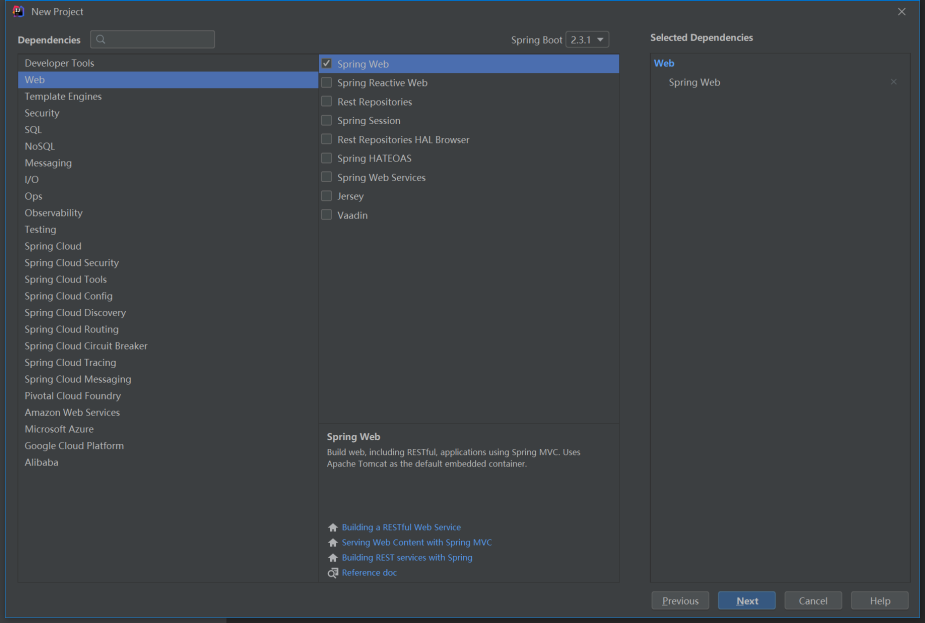 New Project
Dependencies
Spring Boot 2.3.1
Developer Tools
Web
Template Engines
Security
SQL
NoSQL
Messaging
I/O
Ops
Observability
Testing
Spring Cloud
Spring Cloud Security
Spring Cloud Tools
Spring Cloud Config
Spring Cloud Discovery
Spring Cloud Routing
Spring Cloud Circuit Breaker
Spring Cloud Tracing
Spring Cloud Messaging
Pivotal Cloud Foundry
Amazon Web Services
Microsoft Azure
Google Cloud Platform
Alibaba
Spring Web
Spring Reactive Web
Rest Repositories
Spring Session
Rest Repositories HAL Browser
Spring HATEOAS
Spring Web Services
Jersey
Vaadin
Spring Web
Build web, including RESTful, applications using Spring MVC. Uses
Apache Tomcat as the default embedded container.
Building a RESTful Web Service
Serving Web Content with Spring MVC
Building REST services with Spring
Reference doc
Selected Dependencies
Web
Spring Web
Previous
Next
Cancel
Help